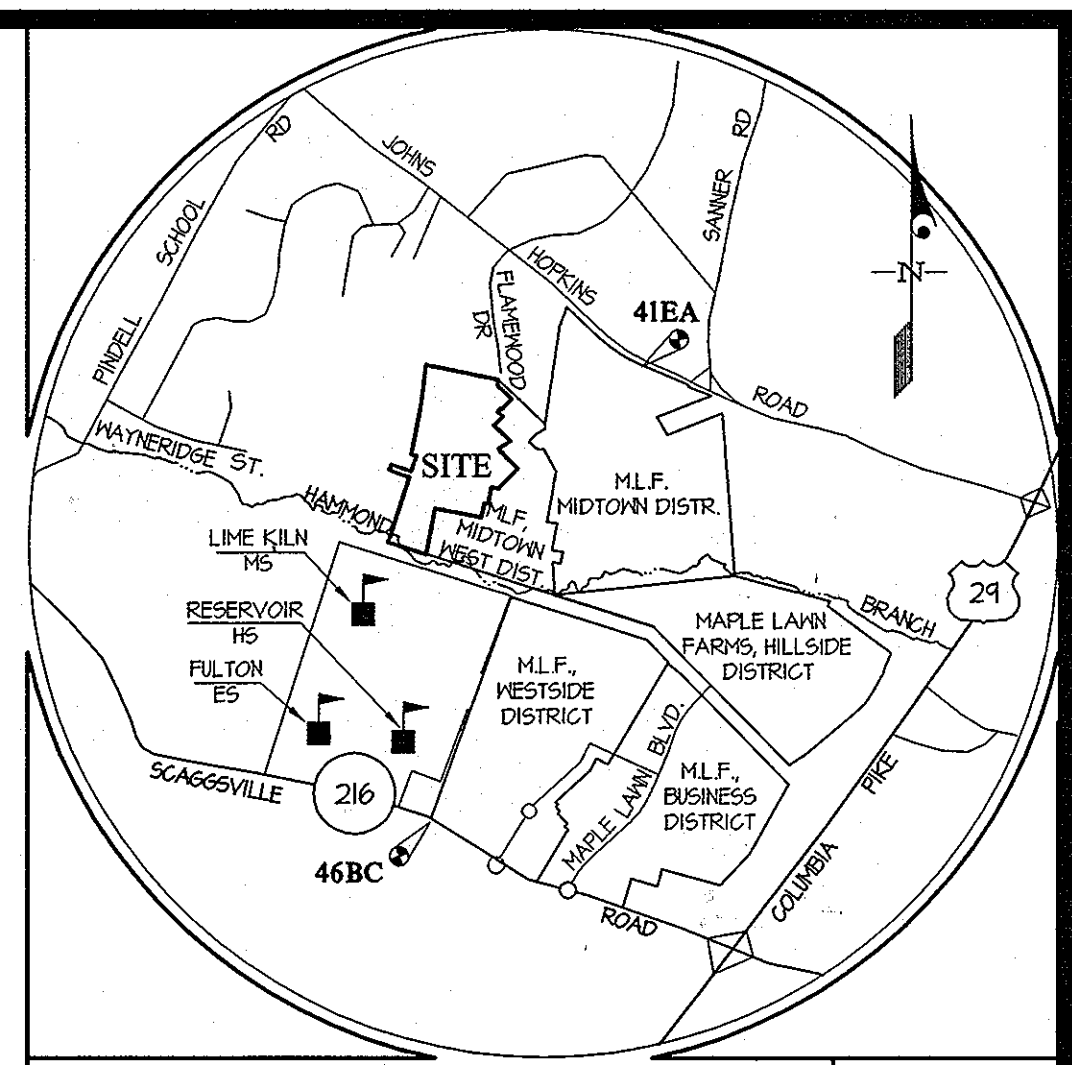 PINDELL SCHOOL RD
JOHNS HOPKINS ROAD
SANNER RD
N
FLAMEWOOD
DR
41EA
WAYNERIDGE ST.
SITE
HAMMOND BRANCH
M.L.F.
MIDTOWN DISTR.
MLF,
MIDTOWN
WEST DIST.
LIME KILN
MS
RESERVOIR
HS
FULTON
ES
29
MAPLE LAWN
FARMS, HILLSIDE
DISTRICT
M.L.F.,
WESTSIDE
DISTRICT
MAPLE LAWN BLVD.
M.L.F.,
BUSINESS
DISTRICT
COLUMBIA PIKE
SCAGGSVILLE ROAD
216
46BC